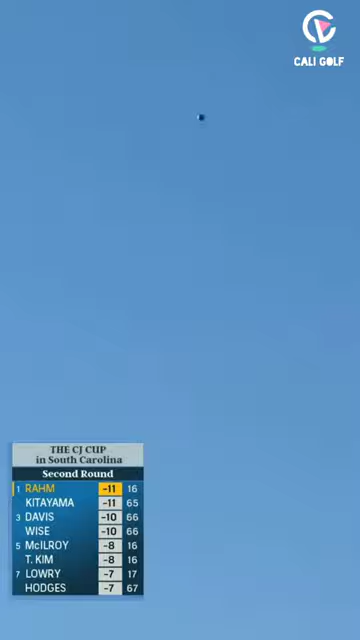 CALI GOLF
THE CJ CUP
in South Carolina
Second Round
1 RAHM -11 16
KITAYAMA -11 65
3 DAVIS -10 66
WISE -10 66
5 McILROY -8 16
T. KIM -8 16
7 LOWRY -7 17
HODGES -7 67